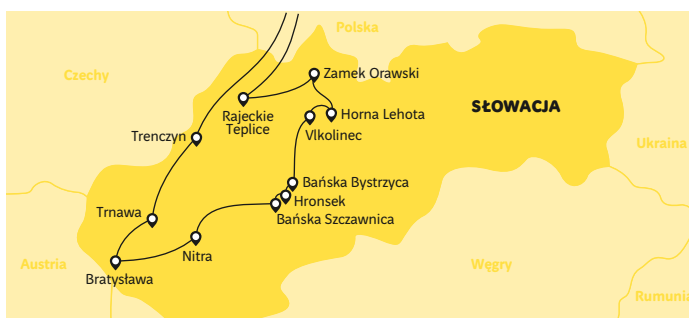 Polska
Czechy
Zamek Orawski
SŁOWACJA
Rajeckie
Teplice
Horna Lehota
Trenczyn
Vlkolinec
Ukraina
Bańska Bystrzyca
Hronsek
Trnawa
Bańska Szczawnica
Austria
Nitra
Węgry
Bratysława
Rumunia